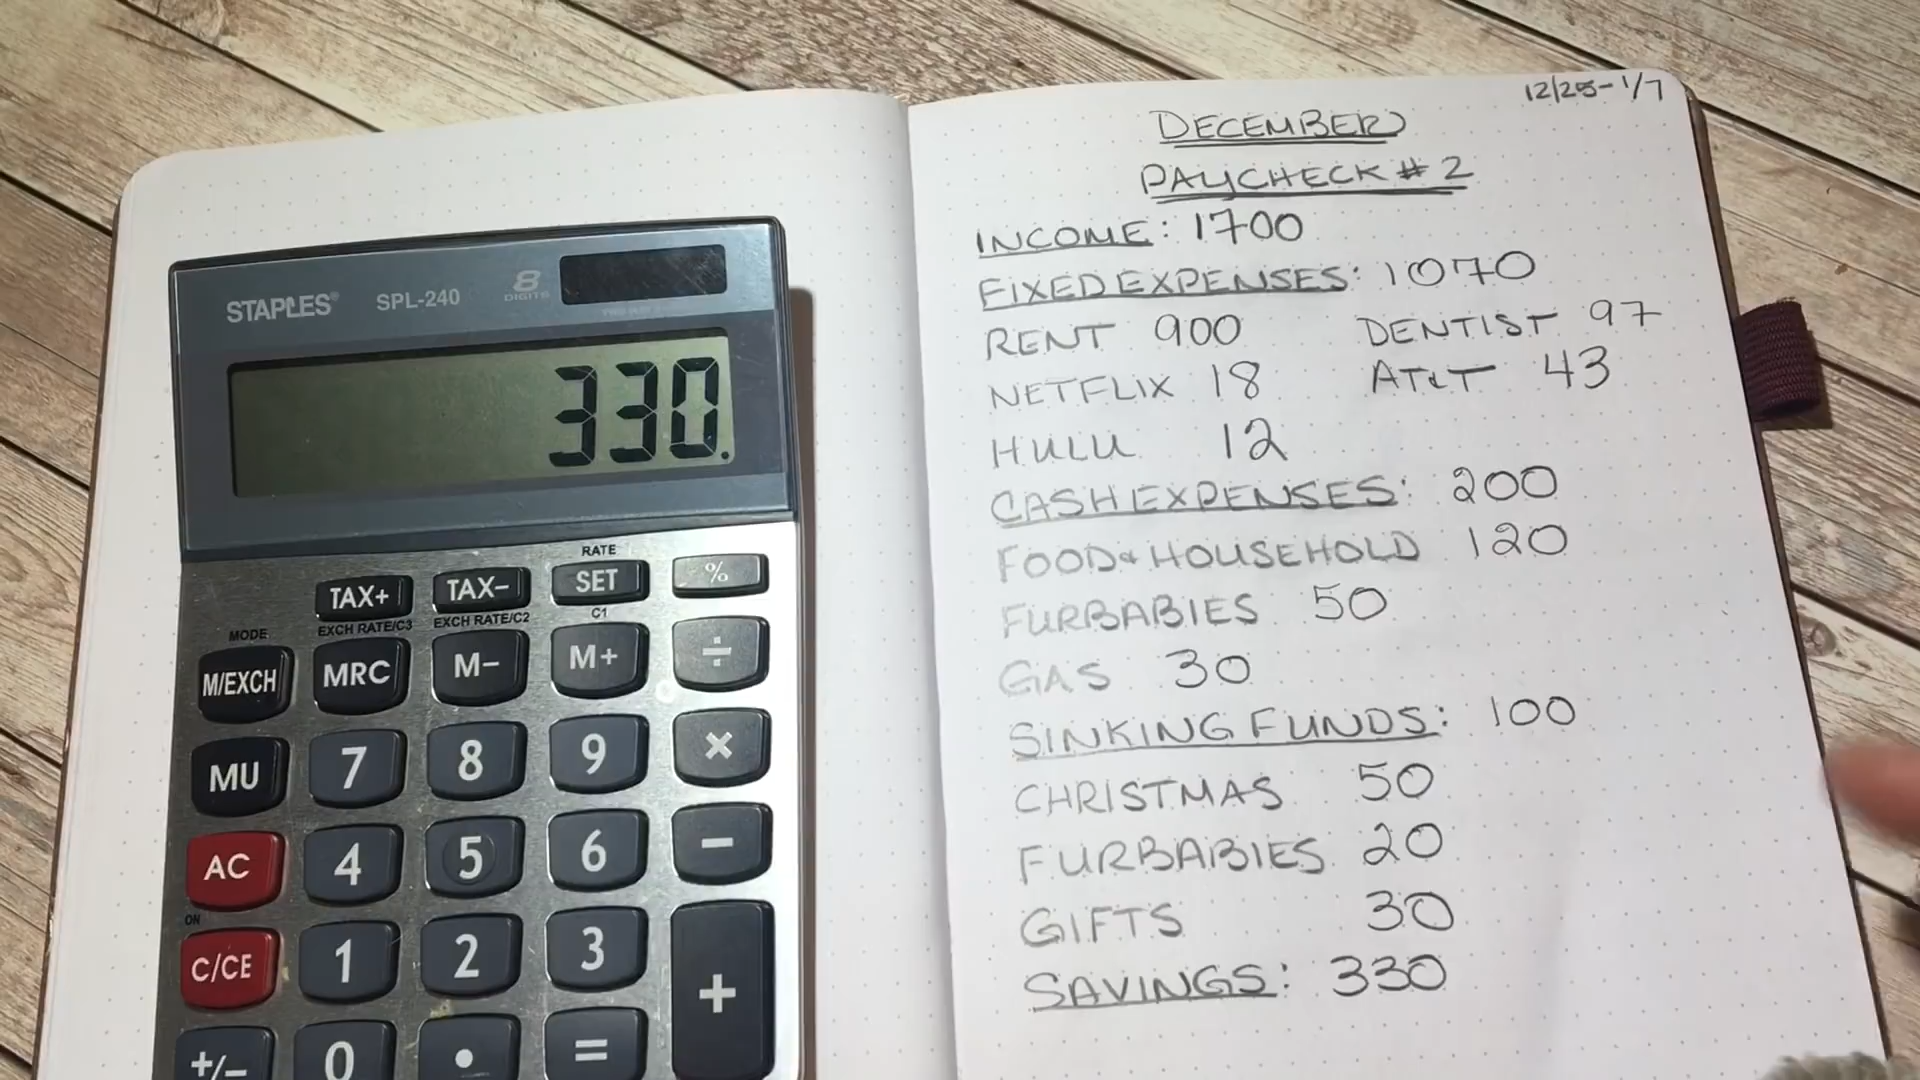 STAPLES® SPL-240 8 DIGITS
330.
RATE
TAX+ TAX- SET %
EXCH RATE/C3 EXCH RATE/C2 C1
MODE
M/EXCH MRC M- M+ ÷
MU 7 8 9 ×
AC 4 5 6 -
ON
C/CE 1 2 3 +
+/- 0 • =
12/25-1/7
DECEMBER
PAYCHECK #2
INCOME: 1700
FIXED EXPENSES: 1070
RENT 900 DENTIST 97
NETFLIX 18 AT&T 43
HULU 12
CASH EXPENSES: 200
FOOD & HOUSEHOLD 120
FURBABIES 50
GAS 30
SINKING FUNDS: 100
CHRISTMAS 50
FURBABIES 20
GIFTS 30
SAVINGS: 330